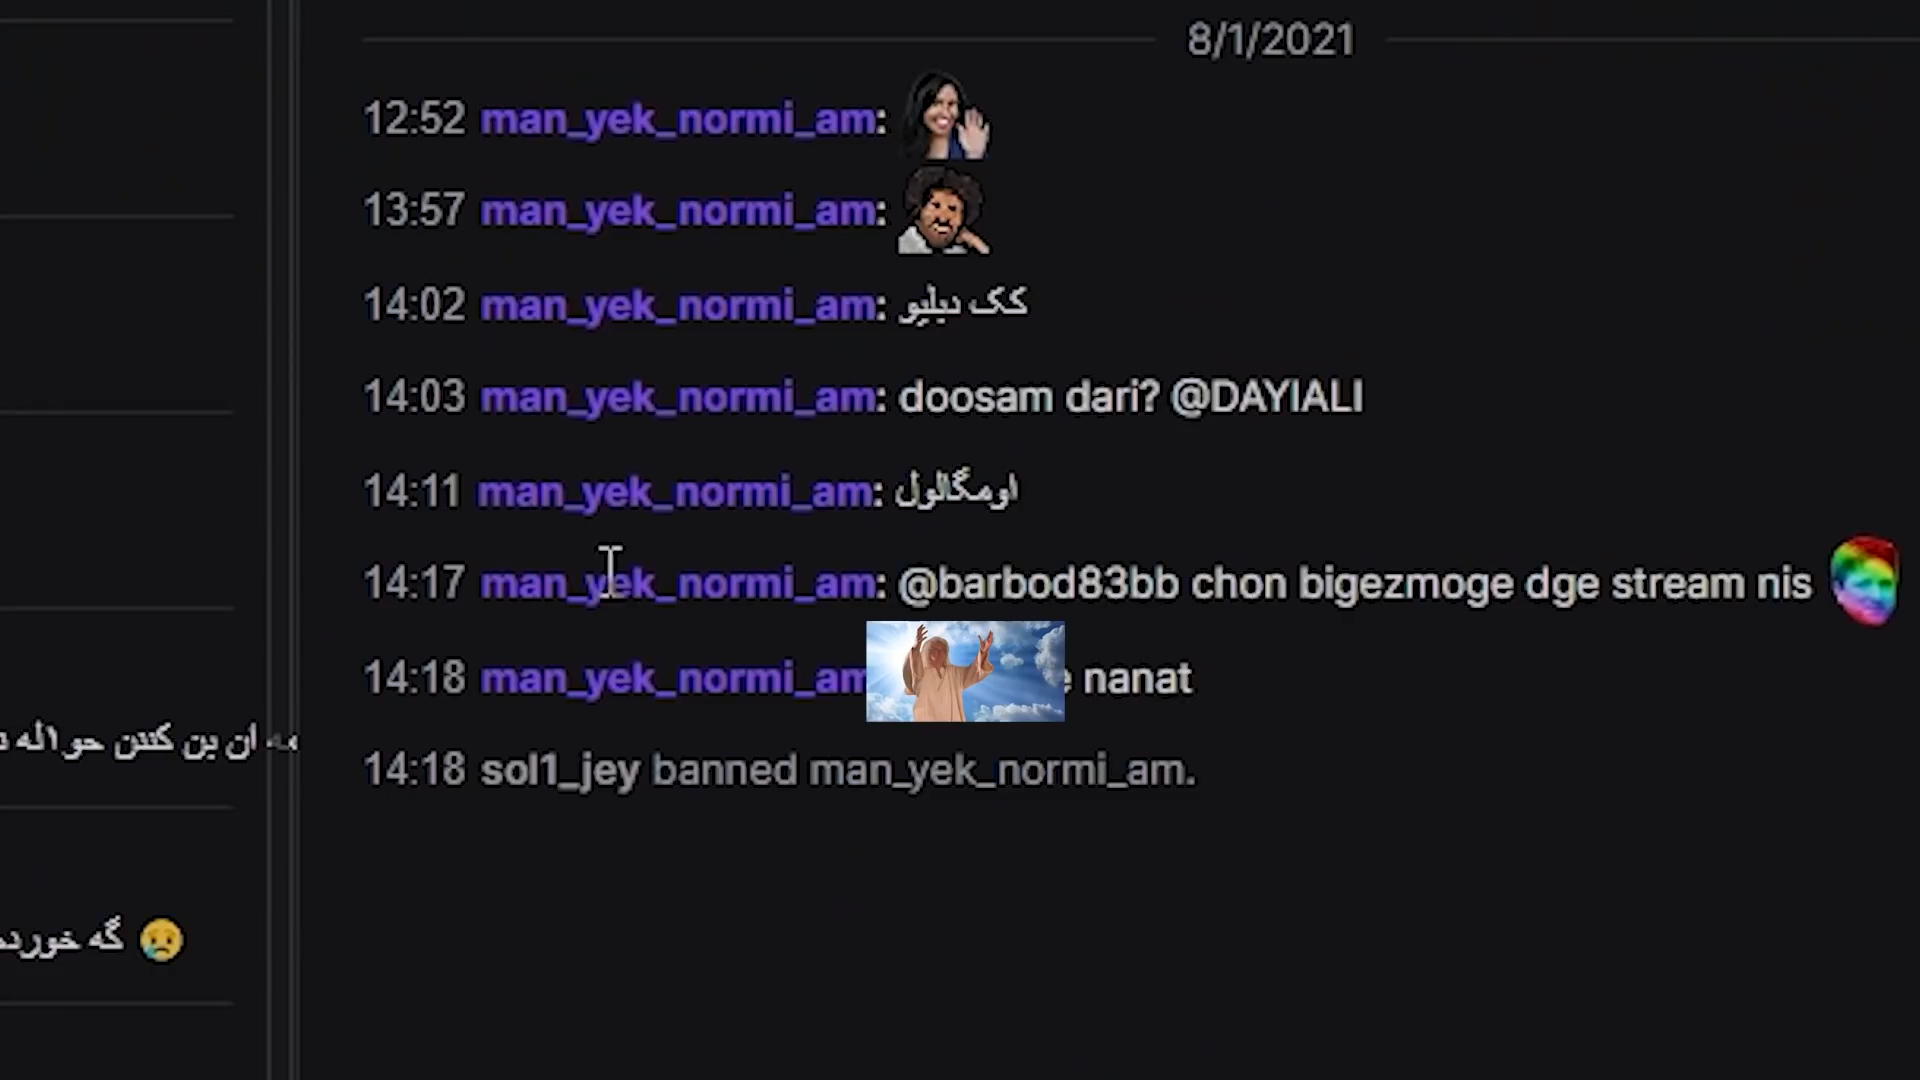 8/1/2021
12:52 man_yek_normi_am:
13:57 man_yek_normi_am:
14:02 man_yek_normi_am: کک دبلیو
14:03 man_yek_normi_am: doosam dari? @DAYIALI
14:11 man_yek_normi_am: اومگالول
14:17 man_yek_normi_am: @barbod83bb chon bigezmoge dge stream nis
14:18 man_yek_normi_am nanat
ان بن کنتن حواله
14:18 sol1_jey banned man_yek_normi_am.
گه 😥